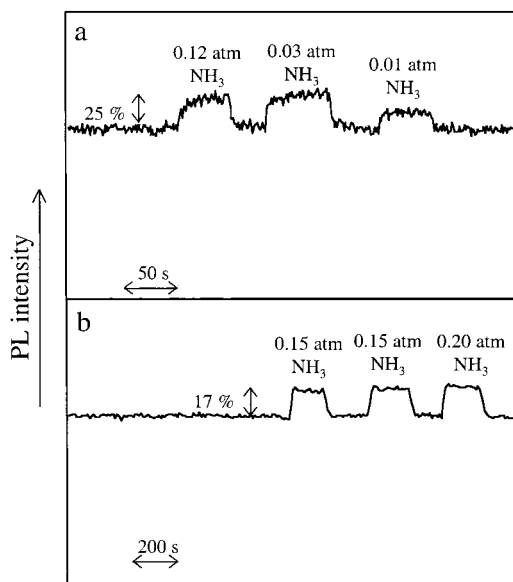 a
0.12 atm
NH₃
0.03 atm
NH₃
0.01 atm
NH₃
25 %
50 s
PL intensity
b
0.15 atm
NH₃
0.15 atm
NH₃
0.20 atm
NH₃
17 %
200 s